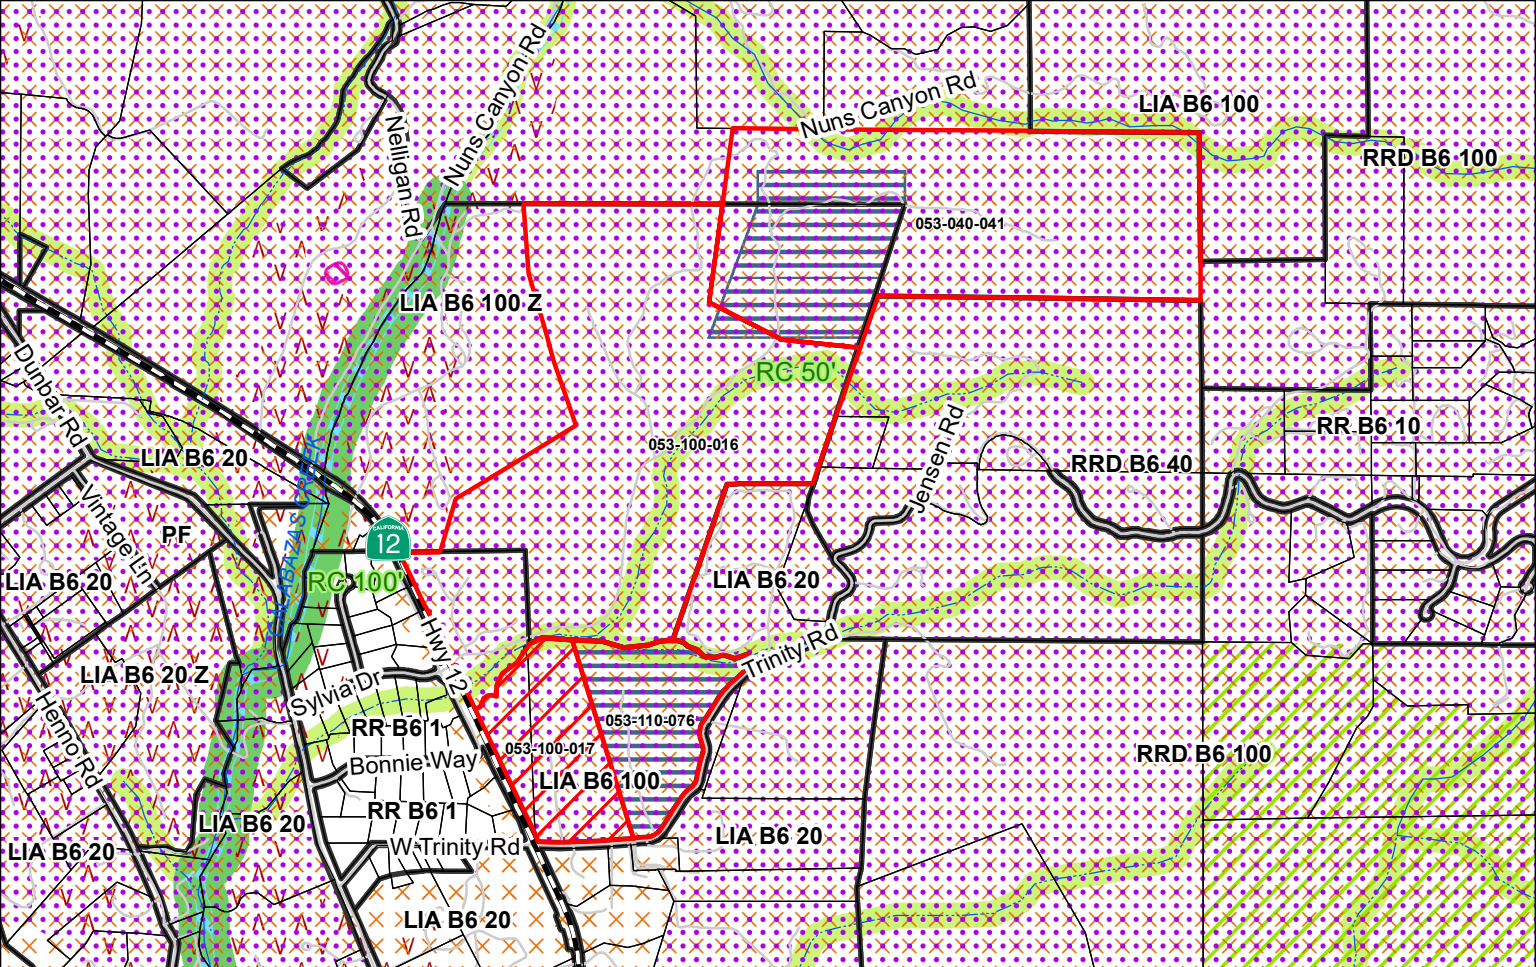 Nuns Canyon Rd
Nuns Canyon Rd
LIA B6 100
RRD B6 100
Nelligan Rd
053-040-041
LIA B6 100 Z
Dunbar Rd
RC 50'
RR B6 10
053-100-016
LIA B6 20
RRD B6 40
Jensen Rd
CALABAZAS CREEK
Vintage Ln
PF
CALIFORNIA
12
LIA B6 20
RC 100'
LIA B6 20
Hwy 12
Trinity Rd
LIA B6 20 Z
Sylvia Dr
Henno Rd
053-110-076
RR B6 1
053-100-017
RRD B6 100
Bonnie Way
LIA B6 100
RR B6 1
LIA B6 20
LIA B6 20
W Trinity Rd
LIA B6 20
LIA B6 20